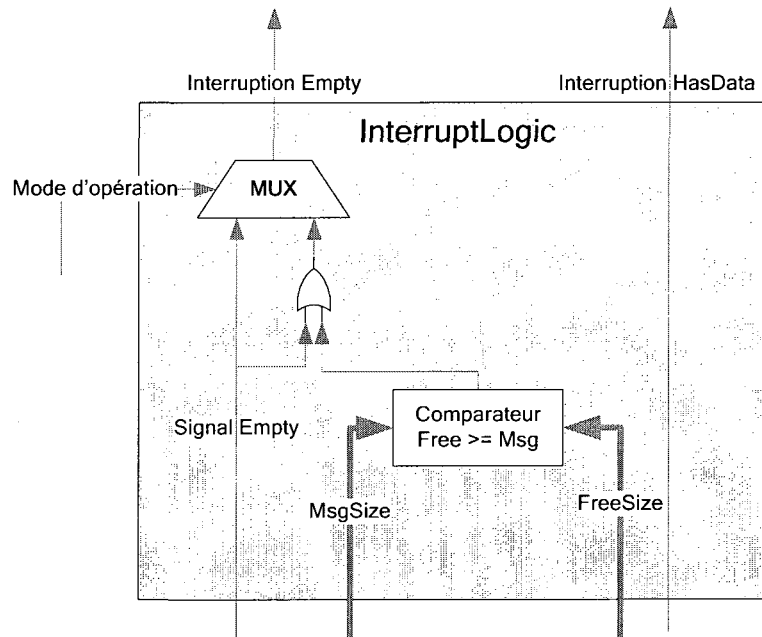 Interruption Empty
Interruption HasData
InterruptLogic
Mode d'opération
MUX
Comparateur
Free >= Msg
Signal Empty
MsgSize
FreeSize